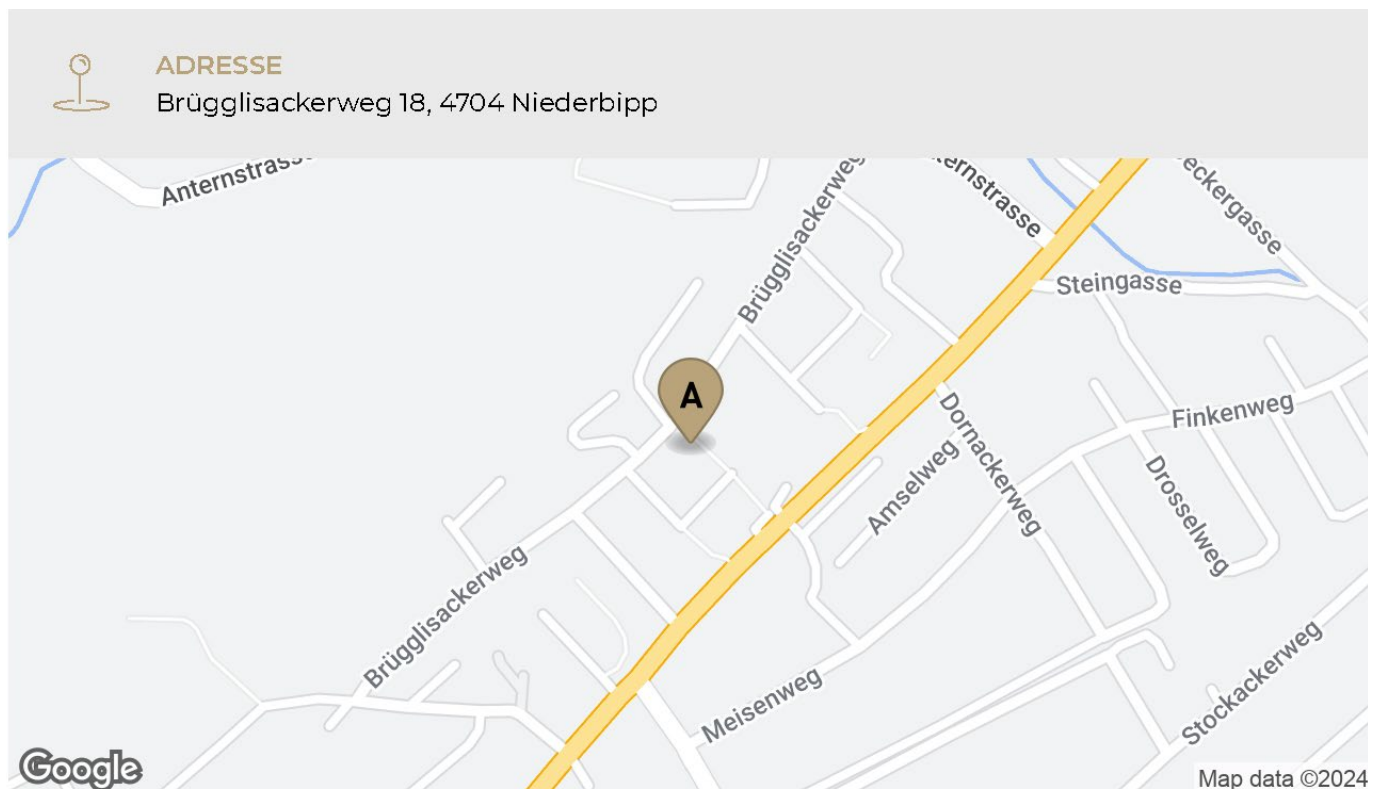 ADRESSE
Brügglisackerweg 18, 4704 Niederbipp
Anternstrasse
Brügglisackerweg
ternstrasse
eckergasse
Steingasse
A
Dornackerweg
Finkenweg
Amselweg
Drosselweg
Brügglisackerweg
Meisenweg
Stockackerweg
Google
Map data ©2024